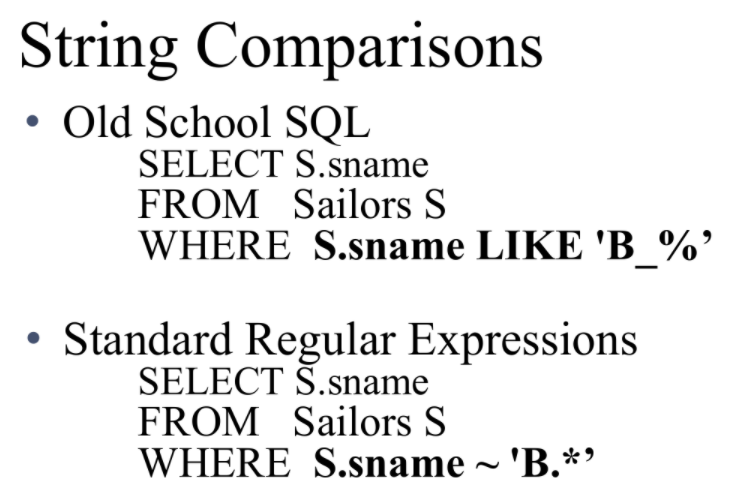 String Comparisons
• Old School SQL
SELECT S.sname
FROM Sailors S
WHERE S.sname LIKE 'B_%’
• Standard Regular Expressions
SELECT S.sname
FROM Sailors S
WHERE S.sname ~ 'B.*’